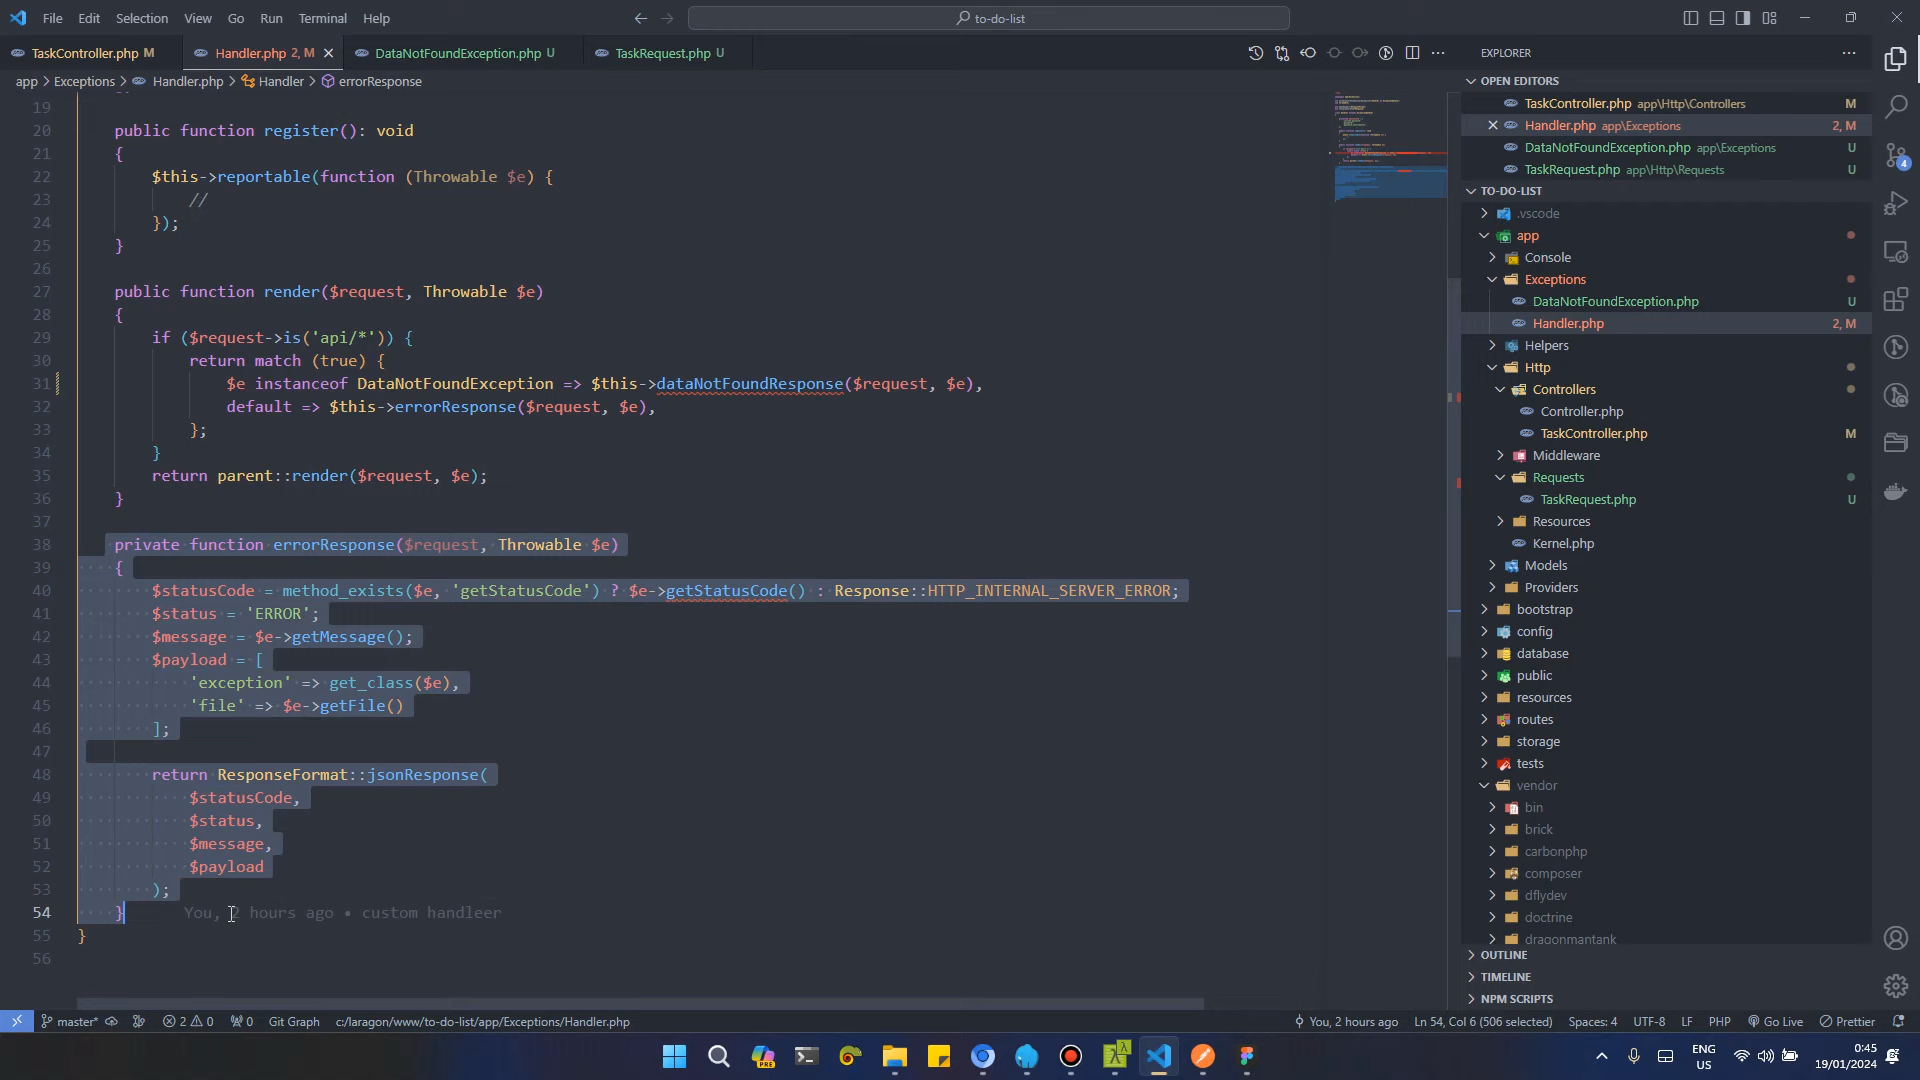 File Edit Selection View Go Run Terminal Help
to-do-list
TaskController.php M
Handler.php 2, M
DataNotFoundException.php U
TaskRequest.php U
app > Exceptions > Handler.php > Handler > errorResponse
19
20 public function register(): void
21 {
22 $this->reportable(function (Throwable $e) {
23 //
24 });
25 }
26
27 public function render($request, Throwable $e)
28 {
29 if ($request->is('api/*')) {
30 return match (true) {
31 $e instanceof DataNotFoundException => $this->dataNotFoundResponse($request, $e),
32 default => $this->errorResponse($request, $e),
33 };
34 }
35 return parent::render($request, $e);
36 }
37
38 private function errorResponse($request, Throwable $e)
39 {
40 $statusCode = method_exists($e, 'getStatusCode') ? $e->getStatusCode() : Response::HTTP_INTERNAL_SERVER_ERROR;
41 $status = 'ERROR';
42 $message = $e->getMessage();
43 $payload = [
44 'exception' => get_class($e),
45 'file' => $e->getFile()
46 ];
47
48 return ResponseFormat::jsonResponse(
49 $statusCode,
50 $status,
51 $message,
52 $payload
53 );
54 } You, 2 hours ago • custom handleer
55 }
56
EXPLORER
OPEN EDITORS
TaskController.php app\Http\Controllers M
Handler.php app\Exceptions 2, M
DataNotFoundException.php app\Exceptions U
TaskRequest.php app\Http\Requests U
TO-DO-LIST
.vscode
app
Console
Exceptions
DataNotFoundException.php U
Handler.php 2, M
Helpers
Http
Controllers
Controller.php
TaskController.php M
Middleware
Requests
TaskRequest.php U
Resources
Kernel.php
Models
Providers
bootstrap
config
database
public
resources
routes
storage
tests
vendor
bin
brick
carbonphp
composer
dflydev
doctrine
dragonmantank
OUTLINE
TIMELINE
NPM SCRIPTS
4
master* 2 0 0 Git Graph c:/laragon/www/to-do-list/app/Exceptions/Handler.php You, 2 hours ago Ln 54, Col 6 (506 selected) Spaces: 4 UTF-8 LF PHP Go Live Prettier
PRE
ENG
US
0:45
19/01/2024